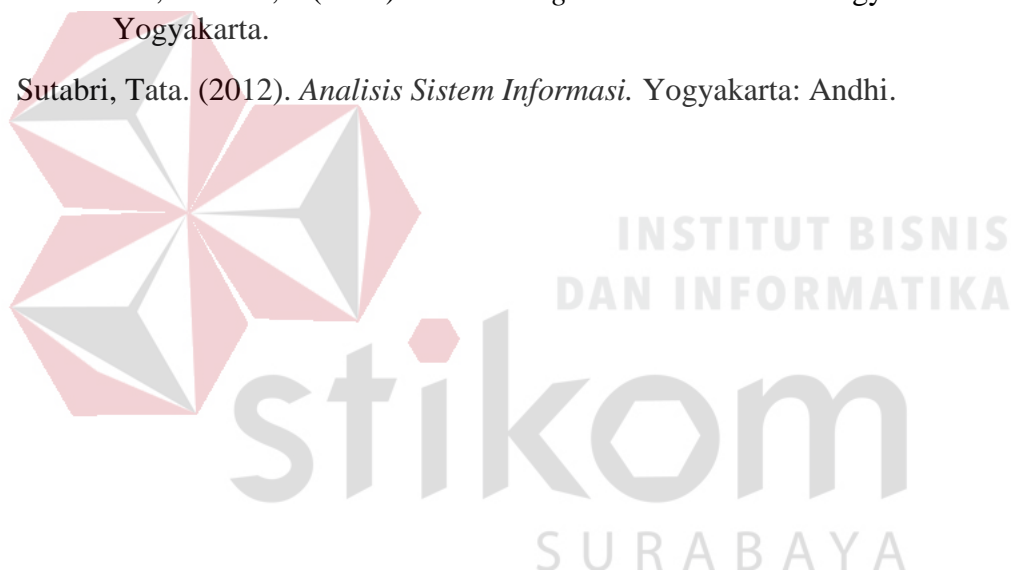 Yogyakarta.
Sutabri, Tata. (2012). Analisis Sistem Informasi. Yogyakarta: Andhi.
INSTITUT BISNIS
DAN INFORMATIKA
stikom
SURABAYA